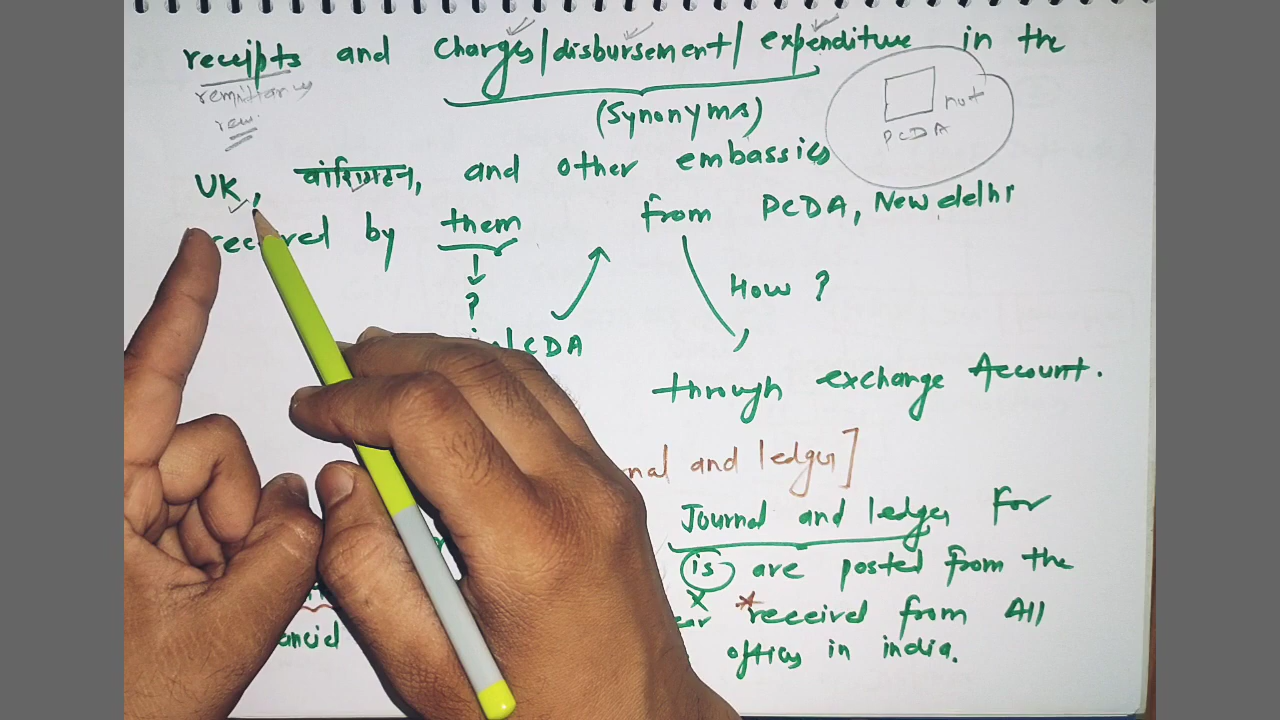 receipts and charges/disbursement/ expenditure in the
remittance
(Synonyms)
PCDA
UK, वाशिंगटन, and other embassies
received by them from PCDA, New delhi
↓
?
How ?
CDA
through exchange Account.
and ledger]
Journal and ledger for
is are posted from the
x * received from All
offices in india.